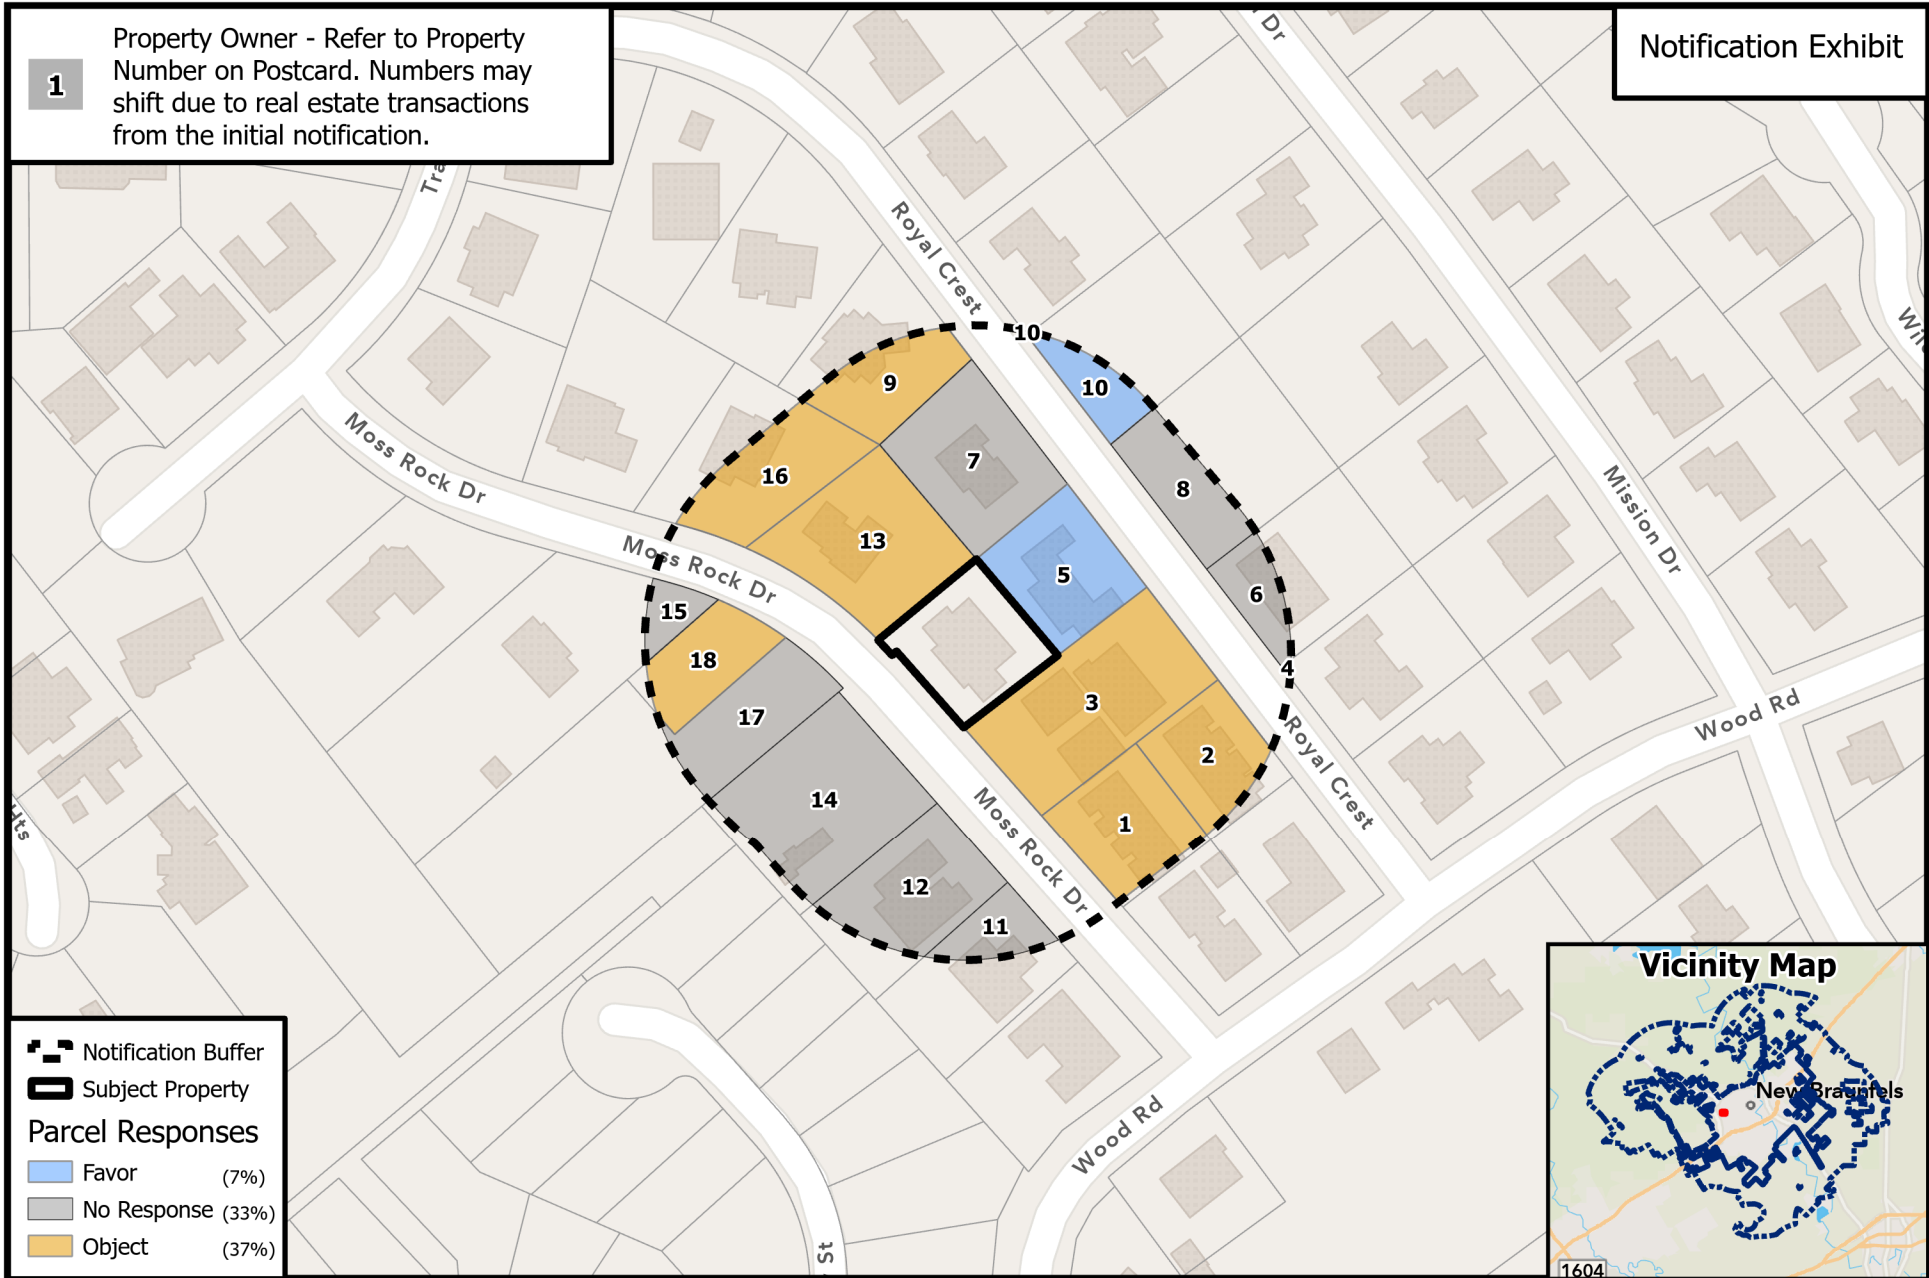 1
Property Owner - Refer to Property
Number on Postcard. Numbers may
shift due to real estate transactions
from the initial notification.
Notification Exhibit
Dr
Tra
Royal Crest
10
9
10
7
8
16
13
5
6
Moss Rock Dr
Moss Rock Dr
15
18
17
3
4
2
14
1
12
11
Moss Rock Dr
Royal Crest
Mission Dr
Wood Rd
Wood Rd
Hts
St
Notification Buffer
Subject Property
Parcel Responses
Favor (7%)
No Response (33%)
Object (37%)
Vicinity Map
New Braunfels
1604